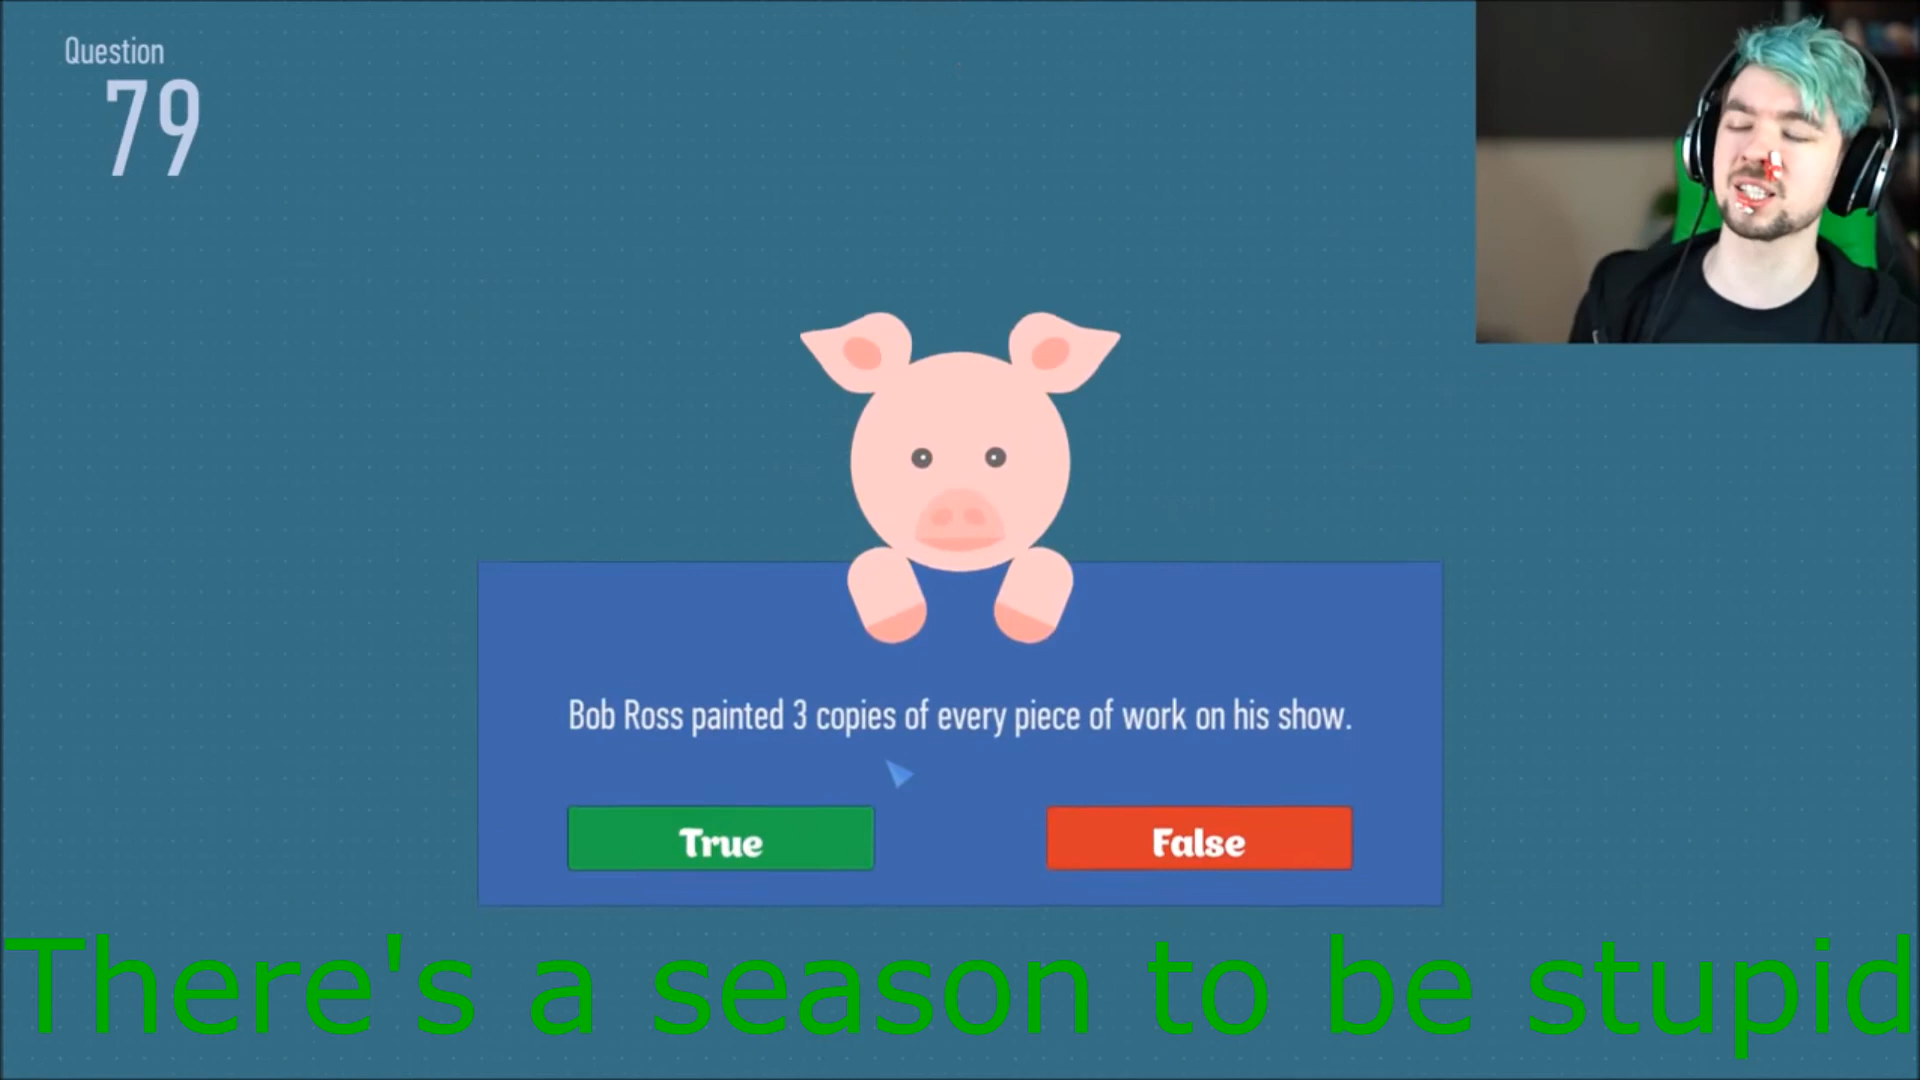 Question
79
Bob Ross painted 3 copies of every piece of work on his show.
True
False
There's a season to be stupid